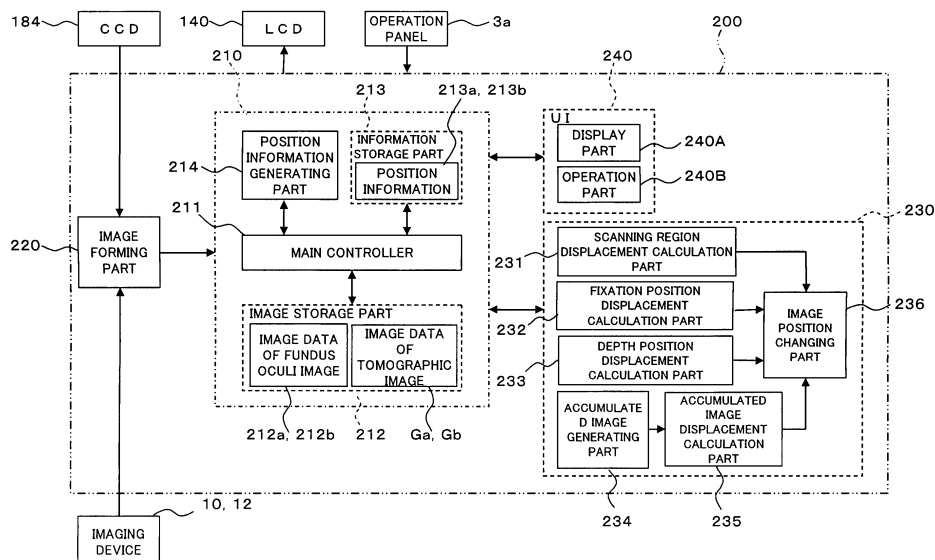 184
CCD
140
LCD
OPERATION
PANEL
3a
200
210
213
213a, 213b
240
214
POSITION
INFORMATION
GENERATING
PART
INFORMATION
STORAGE PART
POSITION
INFORMATION
UI
DISPLAY
PART
240A
OPERATION
PART
240B
211
MAIN CONTROLLER
220
IMAGE
FORMING
PART
IMAGE STORAGE PART
IMAGE DATA
OF FUNDUS
OCULI IMAGE
IMAGE DATA
OF
TOMOGRAPHIC
IMAGE
212a, 212b
212
Ga, Gb
230
231
SCANNING REGION
DISPLACEMENT CALCULATION
PART
232
FIXATION POSITION
DISPLACEMENT
CALCULATION PART
233
DEPTH POSITION
DISPLACEMENT
CALCULATION PART
IMAGE
POSITION
CHANGING
PART
236
ACCUMULATE
D IMAGE
GENERATING
PART
ACCUMULATED
IMAGE
DISPLACEMENT
CALCULATION
PART
234
235
10, 12
IMAGING
DEVICE